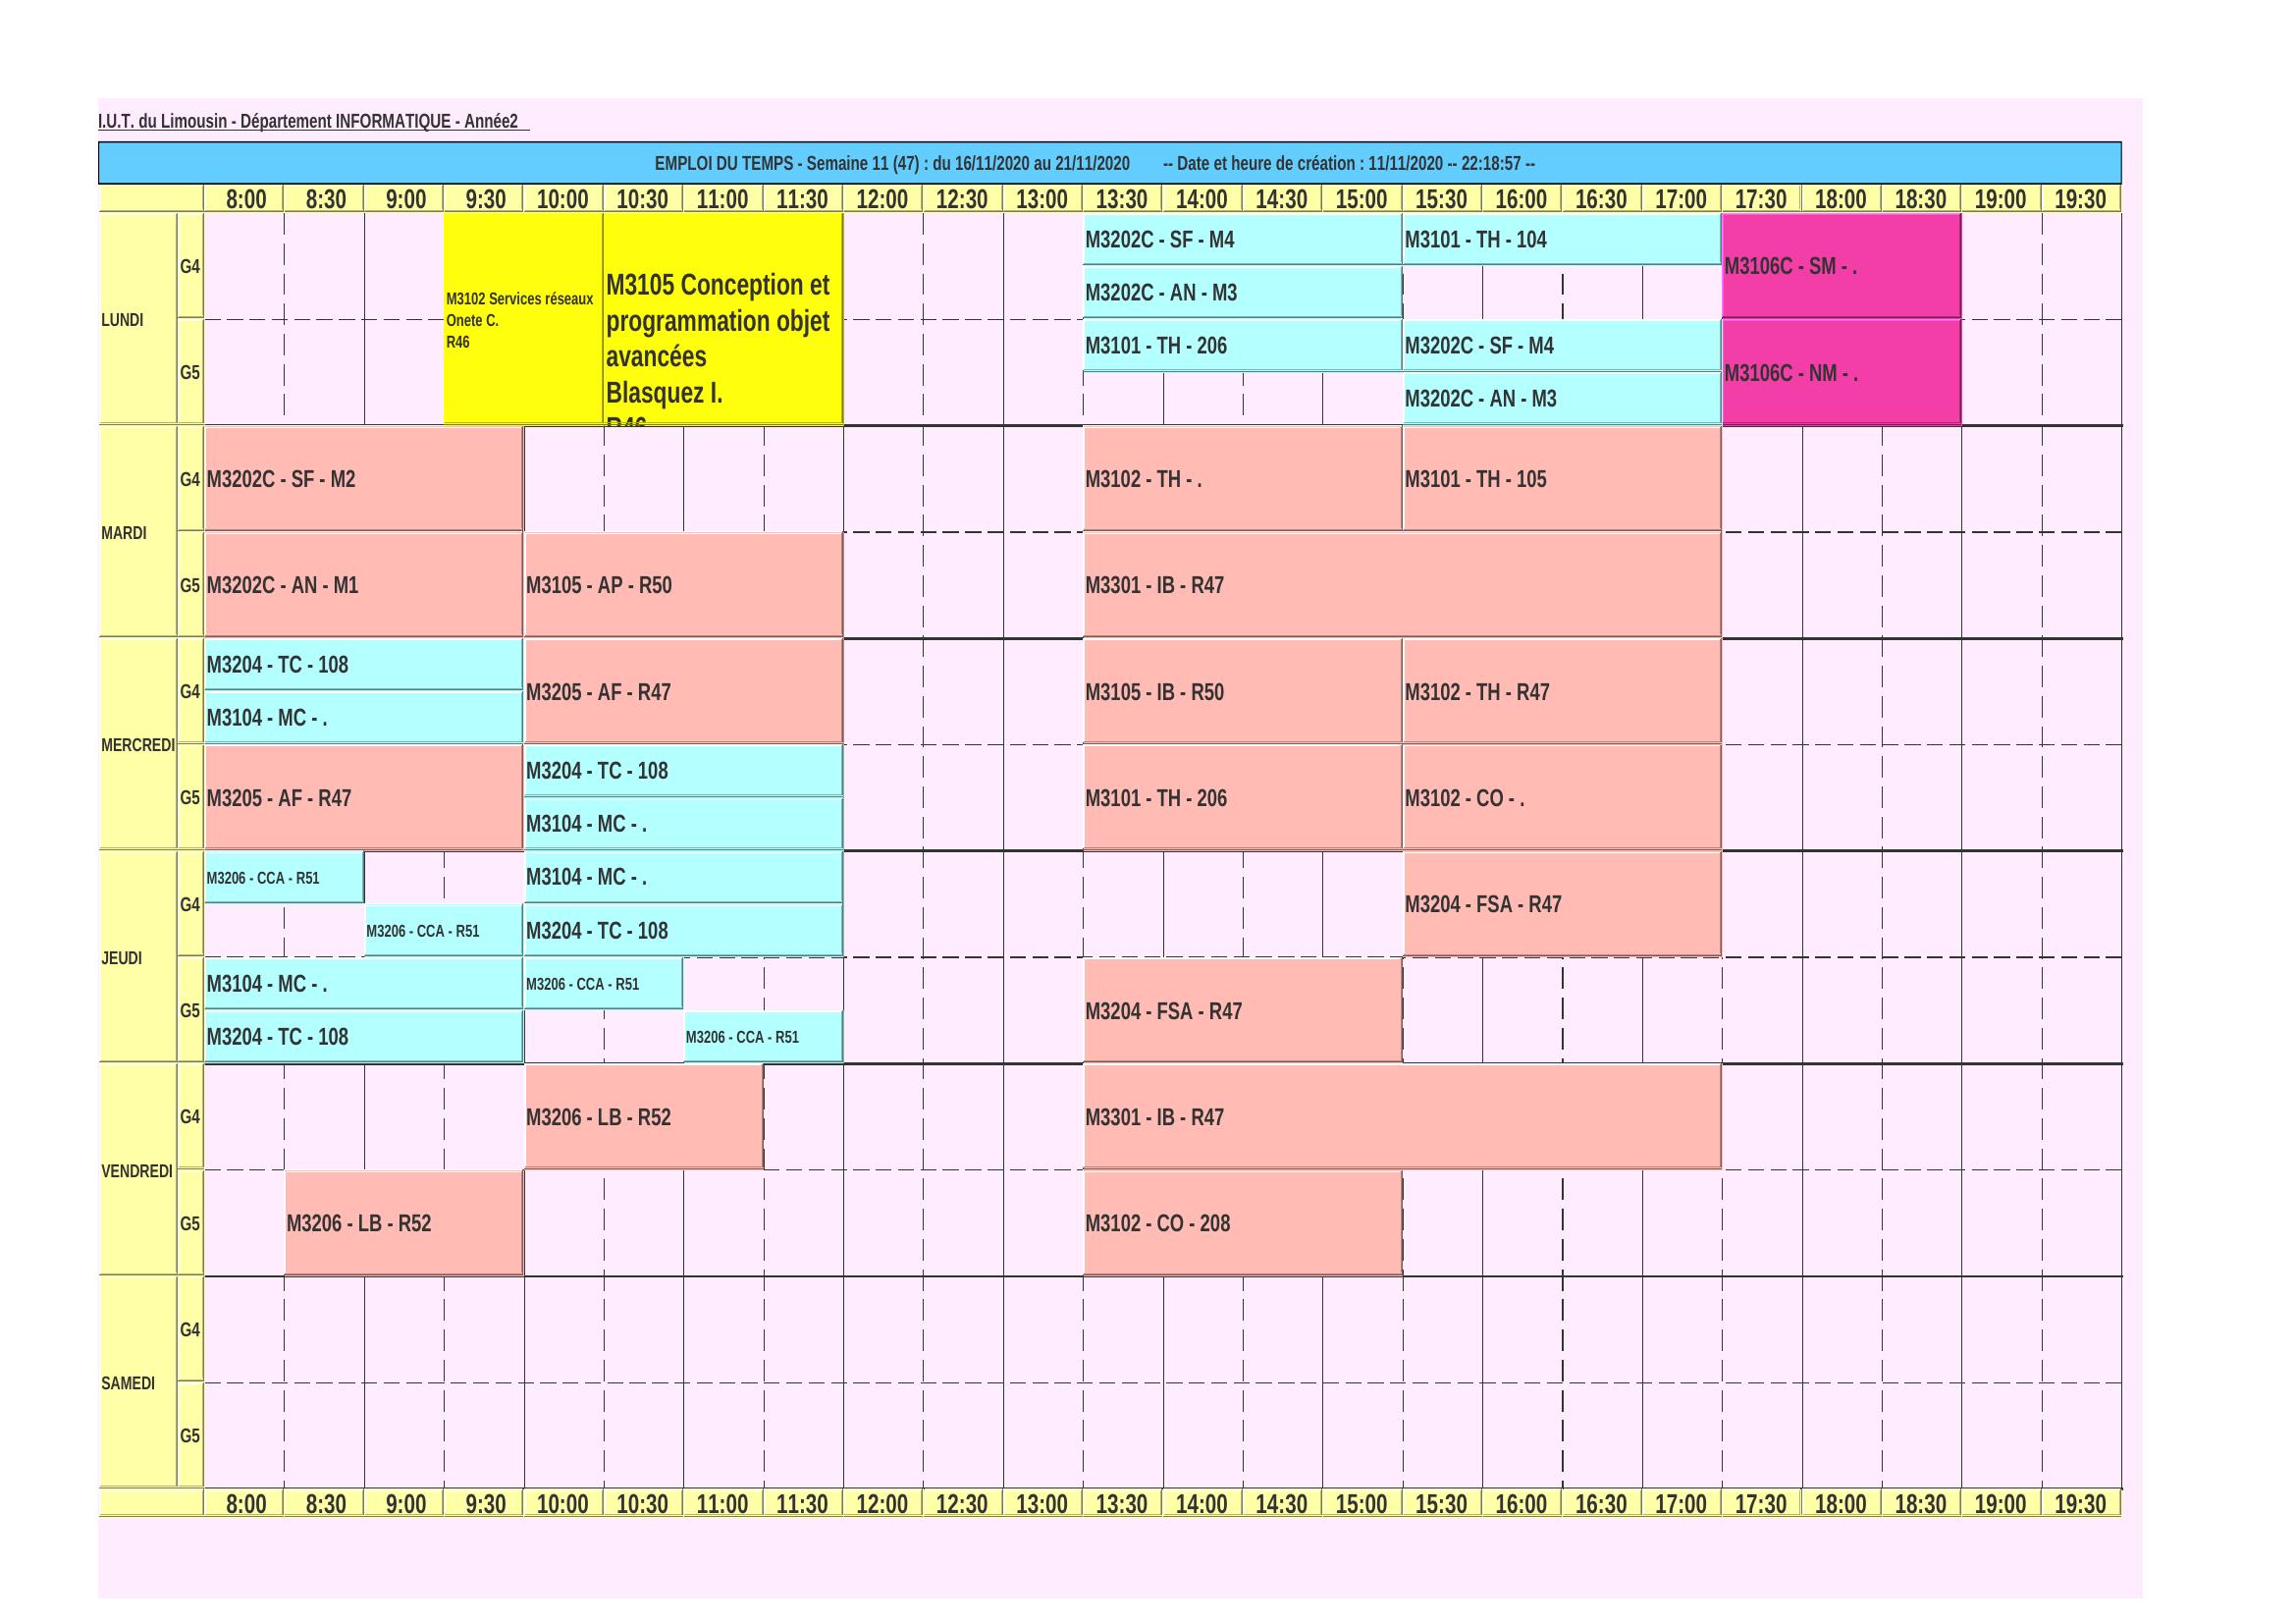 I.U.T. du Limousin - Département INFORMATIQUE - Année2
EMPLOI DU TEMPS - Semaine 11 (47) : du 16/11/2020 au 21/11/2020 -- Date et heure de création : 11/11/2020 -- 22:18:57 --
8:00 8:30 9:00 9:30 10:00 10:30 11:00 11:30 12:00 12:30 13:00 13:30 14:00 14:30 15:00 15:30 16:00 16:30 17:00 17:30 18:00 18:30 19:00 19:30
LUNDI
G4
G5
M3102 Services réseaux
Onete C.
R46
M3105 Conception et
programmation objet
avancées
Blasquez I.
R46
M3202C - SF - M4
M3101 - TH - 104
M3106C - SM - .
M3202C - AN - M3
M3101 - TH - 206
M3202C - SF - M4
M3106C - NM - .
M3202C - AN - M3
MARDI
G4
M3202C - SF - M2
M3102 - TH - .
M3101 - TH - 105
G5
M3202C - AN - M1
M3105 - AP - R50
M3301 - IB - R47
MERCREDI
G4
M3204 - TC - 108
M3104 - MC - .
M3205 - AF - R47
M3105 - IB - R50
M3102 - TH - R47
G5
M3205 - AF - R47
M3204 - TC - 108
M3104 - MC - .
M3101 - TH - 206
M3102 - CO - .
JEUDI
G4
M3206 - CCA - R51
M3104 - MC - .
M3204 - FSA - R47
M3206 - CCA - R51
M3204 - TC - 108
G5
M3104 - MC - .
M3206 - CCA - R51
M3204 - FSA - R47
M3204 - TC - 108
M3206 - CCA - R51
VENDREDI
G4
M3206 - LB - R52
M3301 - IB - R47
G5
M3206 - LB - R52
M3102 - CO - 208
SAMEDI
G4
G5
8:00 8:30 9:00 9:30 10:00 10:30 11:00 11:30 12:00 12:30 13:00 13:30 14:00 14:30 15:00 15:30 16:00 16:30 17:00 17:30 18:00 18:30 19:00 19:30